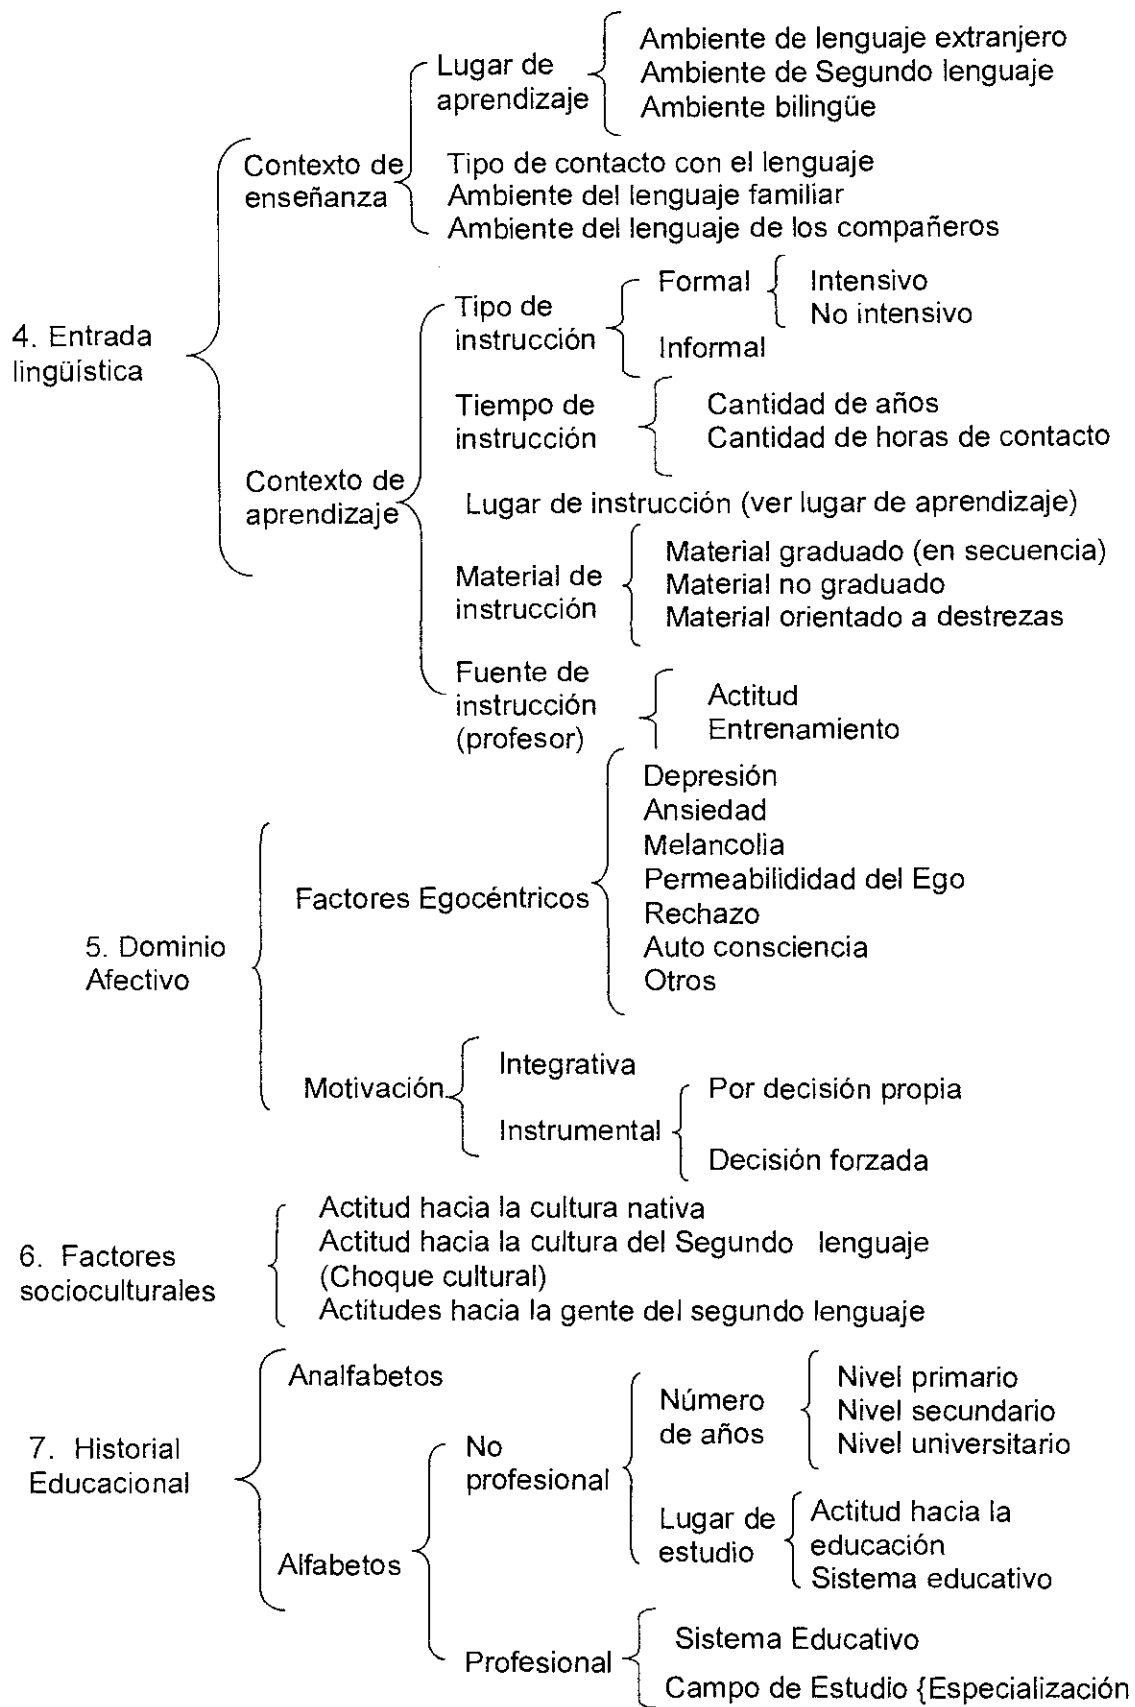 Lugar de
aprendizaje
Ambiente de lenguaje extranjero
Ambiente de Segundo lenguaje
Ambiente bilingüe
Contexto de
enseñanza
Tipo de contacto con el lenguaje
Ambiente del lenguaje familiar
Ambiente del lenguaje de los compañeros
4. Entrada
lingüística
Tipo de
instrucción
Formal
Intensivo
No intensivo
Informal
Tiempo de
instrucción
Cantidad de años
Cantidad de horas de contacto
Contexto de
aprendizaje
Lugar de instrucción (ver lugar de aprendizaje)
Material de
instrucción
Material graduado (en secuencia)
Material no graduado
Material orientado a destrezas
Fuente de
instrucción
(profesor)
Actitud
Entrenamiento
5. Dominio
Afectivo
Factores Egocéntricos
Depresión
Ansiedad
Melancolia
Permeabilididad del Ego
Rechazo
Auto consciencia
Otros
Motivación
Integrativa
Instrumental
Por decisión propia
Decisión forzada
6. Factores
socioculturales
Actitud hacia la cultura nativa
Actitud hacia la cultura del Segundo lenguaje
(Choque cultural)
Actitudes hacia la gente del segundo lenguaje
7. Historial
Educacional
Analfabetos
Alfabetos
No
profesional
Número
de años
Nivel primario
Nivel secundario
Nivel universitario
Lugar de
estudio
Actitud hacia la
educación
Sistema educativo
Profesional
Sistema Educativo
Campo de Estudio {Especialización